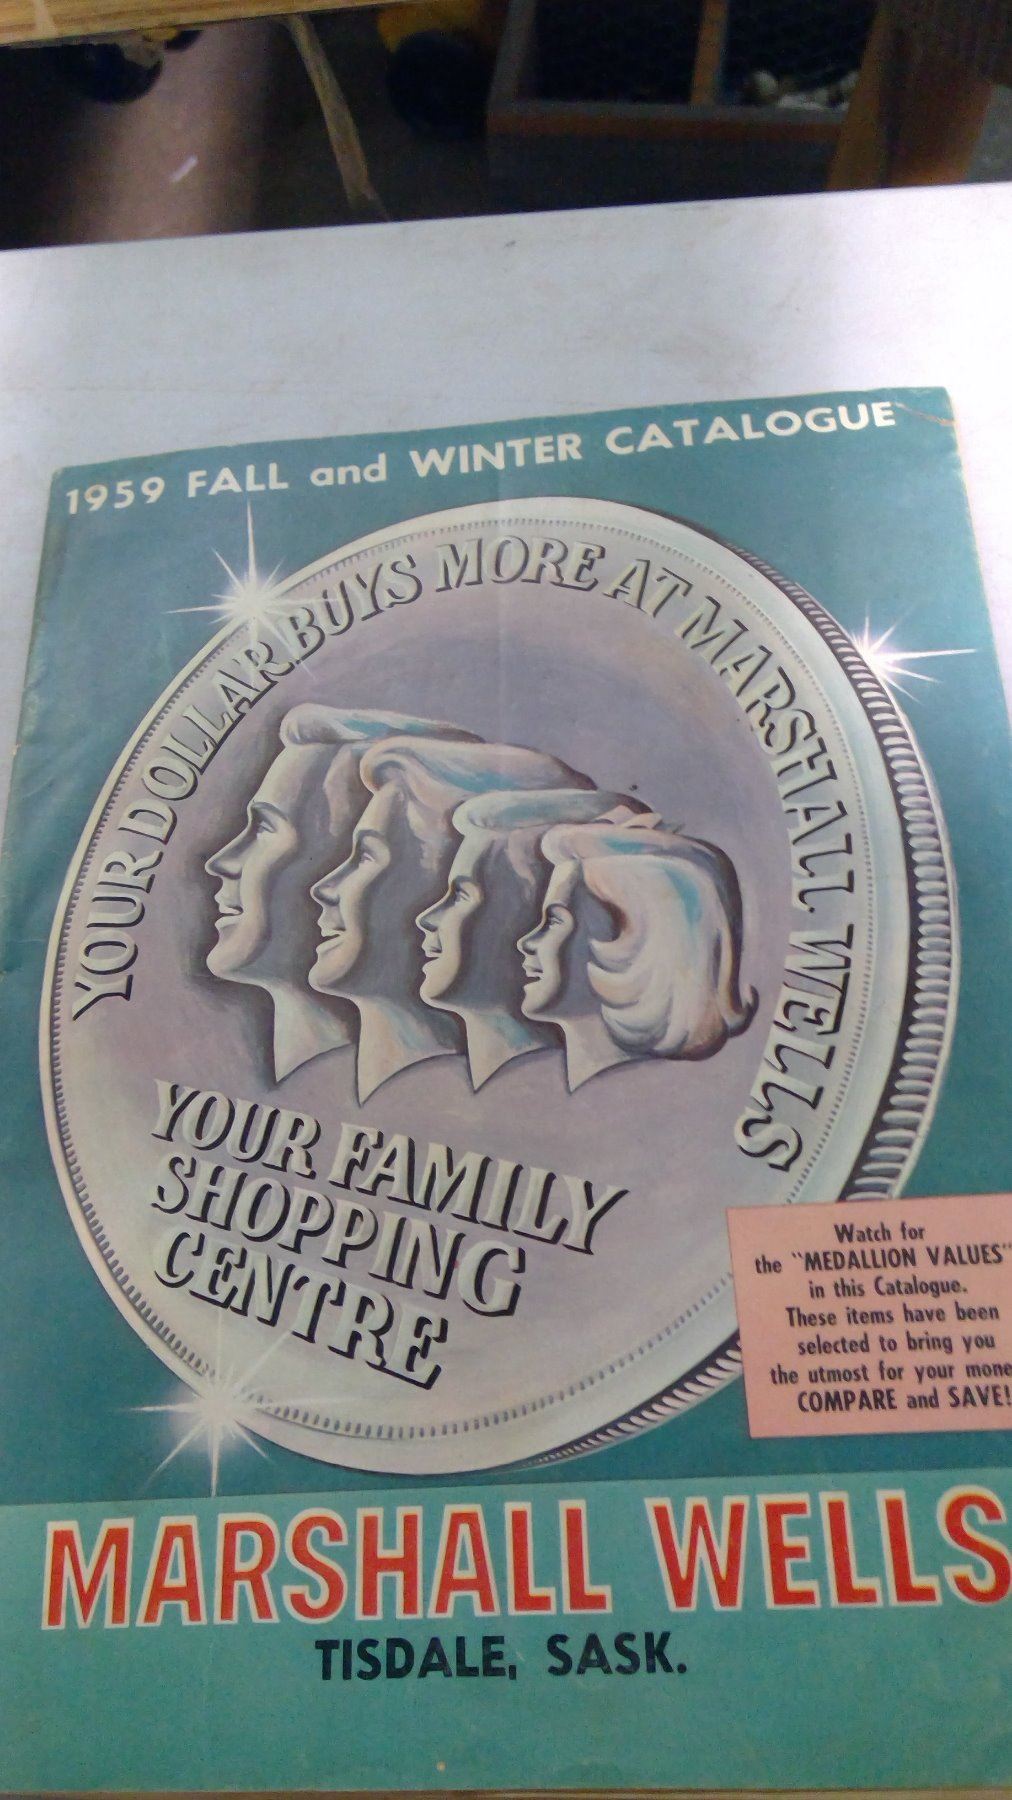 1959 FALL and WINTER CATALOGUE
YOUR DOLLAR BUYS MORE AT MARSHALL WELLS
YOUR FAMILY
SHOPPING
CENTRE
Watch for
the "MEDALLION VALUES"
in this Catalogue.
These items have been
selected to bring you
the utmost for your mone
COMPARE and SAVE!
MARSHALL WELLS
TISDALE, SASK.